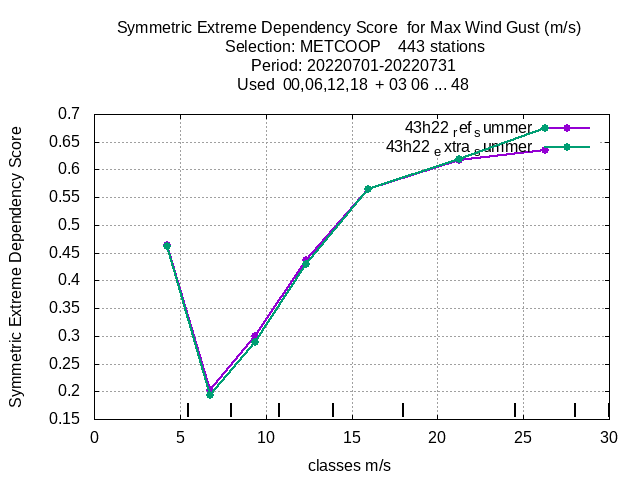 Symmetric Extreme Dependency Score  for Max Wind Gust (m/s)
Selection: METCOOP    443 stations
Period: 20220701-20220731
Used  00,06,12,18  + 03 06 ... 48
0.7
0.65
0.6
0.55
0.5
0.45
0.4
0.35
0.3
0.25
0.2
0.15
Symmetric Extreme Dependency Score
43h22 ref summer
43h22 extra summer
0 5 10 15 20 25 30
classes m/s